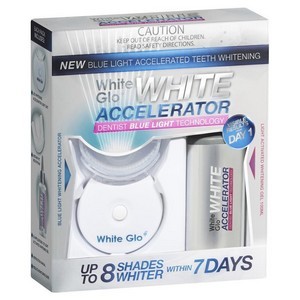 CAUTION
KEEP OUT OF REACH OF CHILDREN.
READ SAFETY DIRECTIONS.
NEW BLUE LIGHT ACCELERATED TEETH WHITENING
White Glo WHITE
ACCELERATOR
DENTIST BLUE LIGHT TECHNOLOGY
DAY 1
BLUE LIGHT WHITENING ACCELERATOR
LIGHT ACTIVATED WHITENING GEL
White Glo
White Glo WHITE
ACCELERATOR
UP TO 8 SHADES WHITER WITHIN 7 DAYS